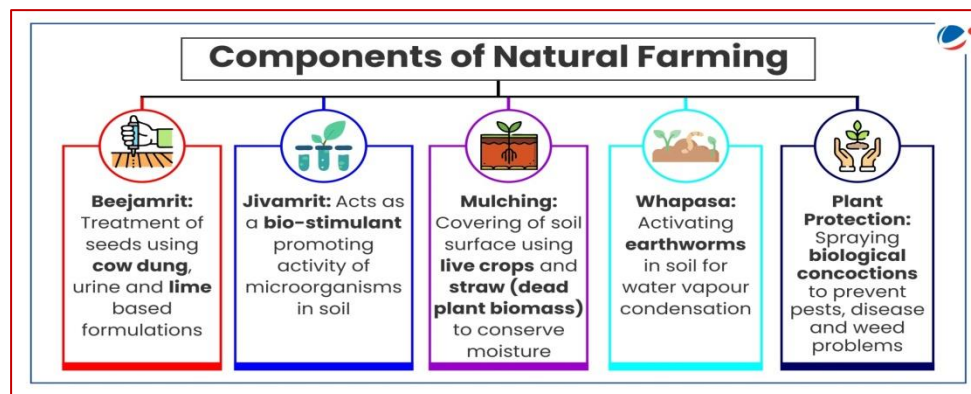 Components of Natural Farming
Beejamrit:
Treatment of
seeds using
cow dung,
urine and lime
based
formulations
Jivamrit: Acts as
a bio-stimulant
promoting
activity of
microorganisms
in soil
Mulching:
Covering of soil
surface using
live crops and
straw (dead
plant biomass)
to conserve
moisture
Whapasa:
Activating
earthworms
in soil for
water vapour
condensation
Plant
Protection:
Spraying
biological
concoctions
to prevent
pests, disease
and weed
problems